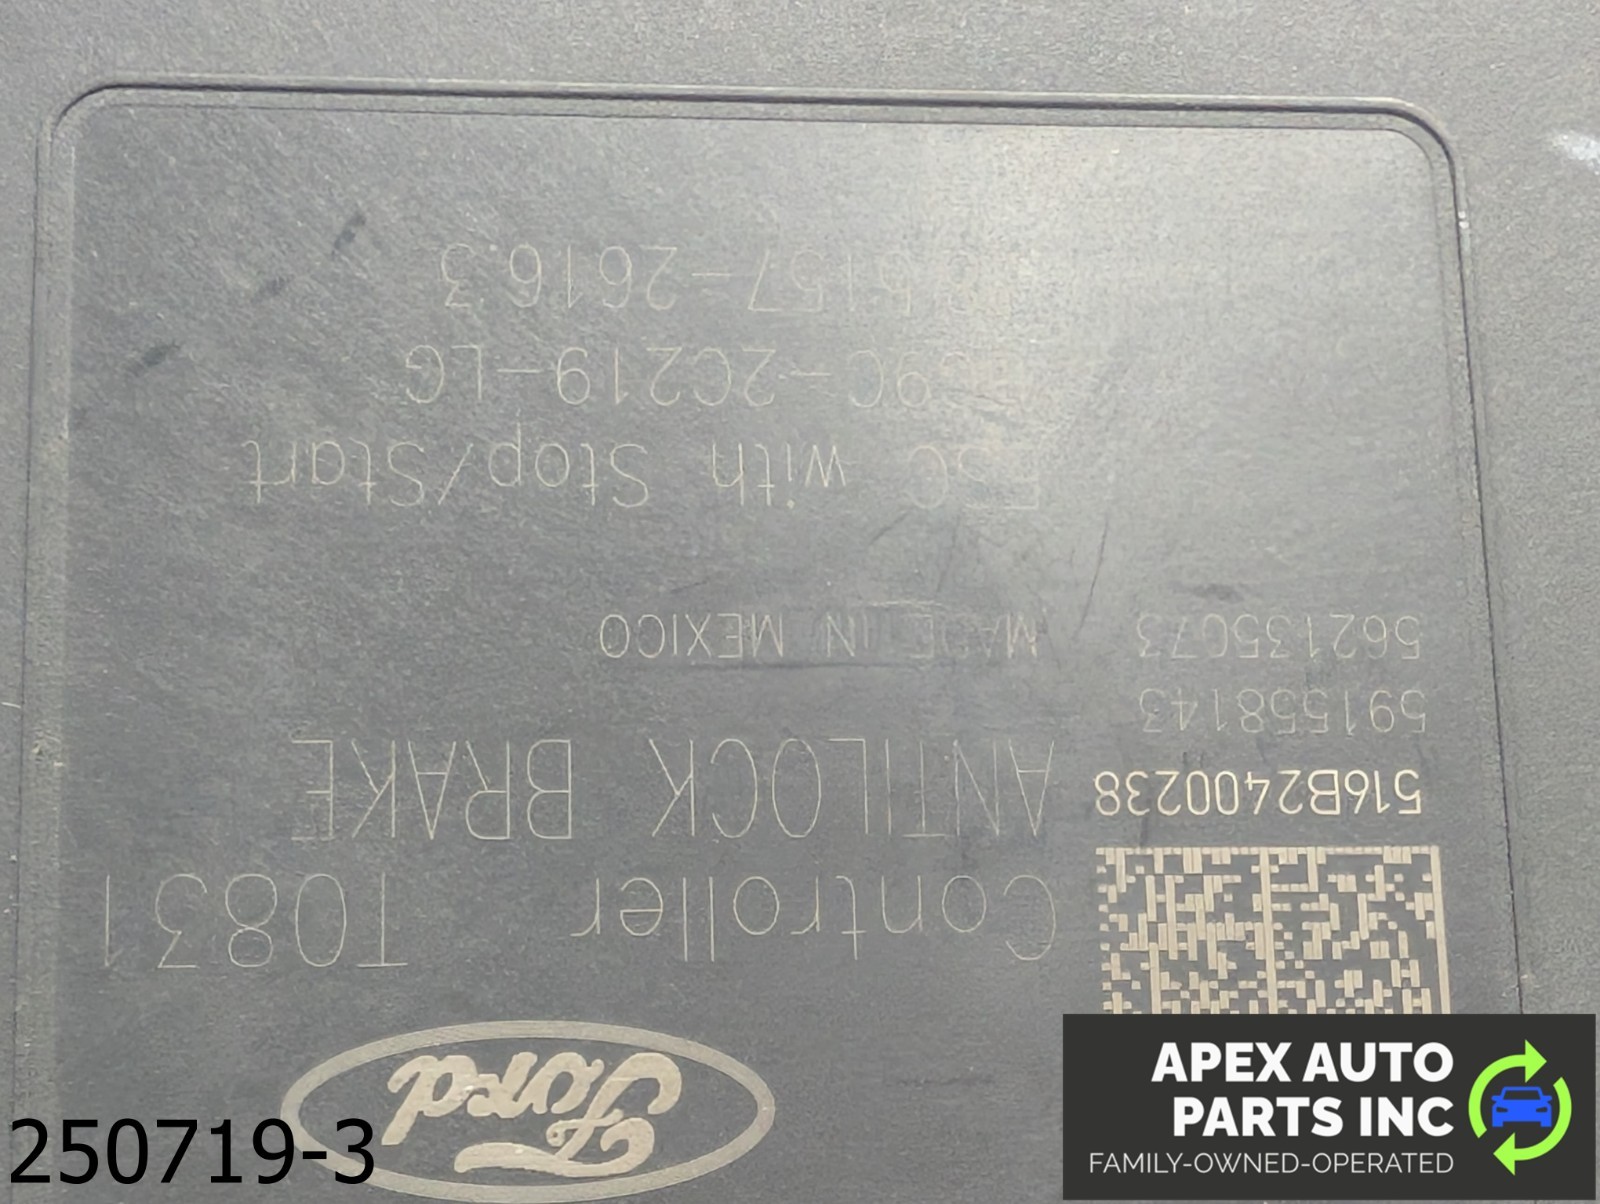 Ford
Controller T0831
516B2400238
ANTILOCK BRAKE
591558143
562135073
MADE IN MEXICO
ESC with Stop/Start
250719-3
APEX AUTO
PARTS INC
FAMILY-OWNED-OPERATED